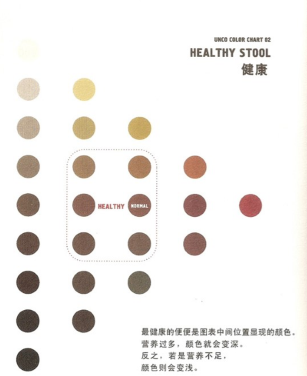 UNCO COLOR CHART 02
HEALTHY STOOL
健康
HEALTHY NORMAL
最健康的便便是图表中间位置显现的颜色。
营养过多，颜色就会变深。
反之，若是营养不足，
颜色则会变浅。